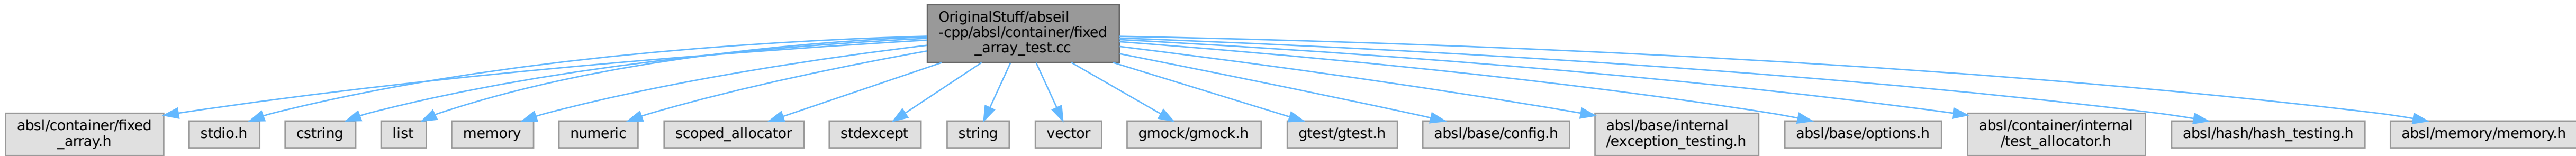 OriginalStuff/abseil
-cpp/absl/container/fixed
_array_test.cc
absl/container/fixed
_array.h
stdio.h
cstring
list
memory
numeric
scoped_allocator
stdexcept
string
vector
gmock/gmock.h
gtest/gtest.h
absl/base/config.h
absl/base/internal
/exception_testing.h
absl/base/options.h
absl/container/internal
/test_allocator.h
absl/hash/hash_testing.h
absl/memory/memory.h